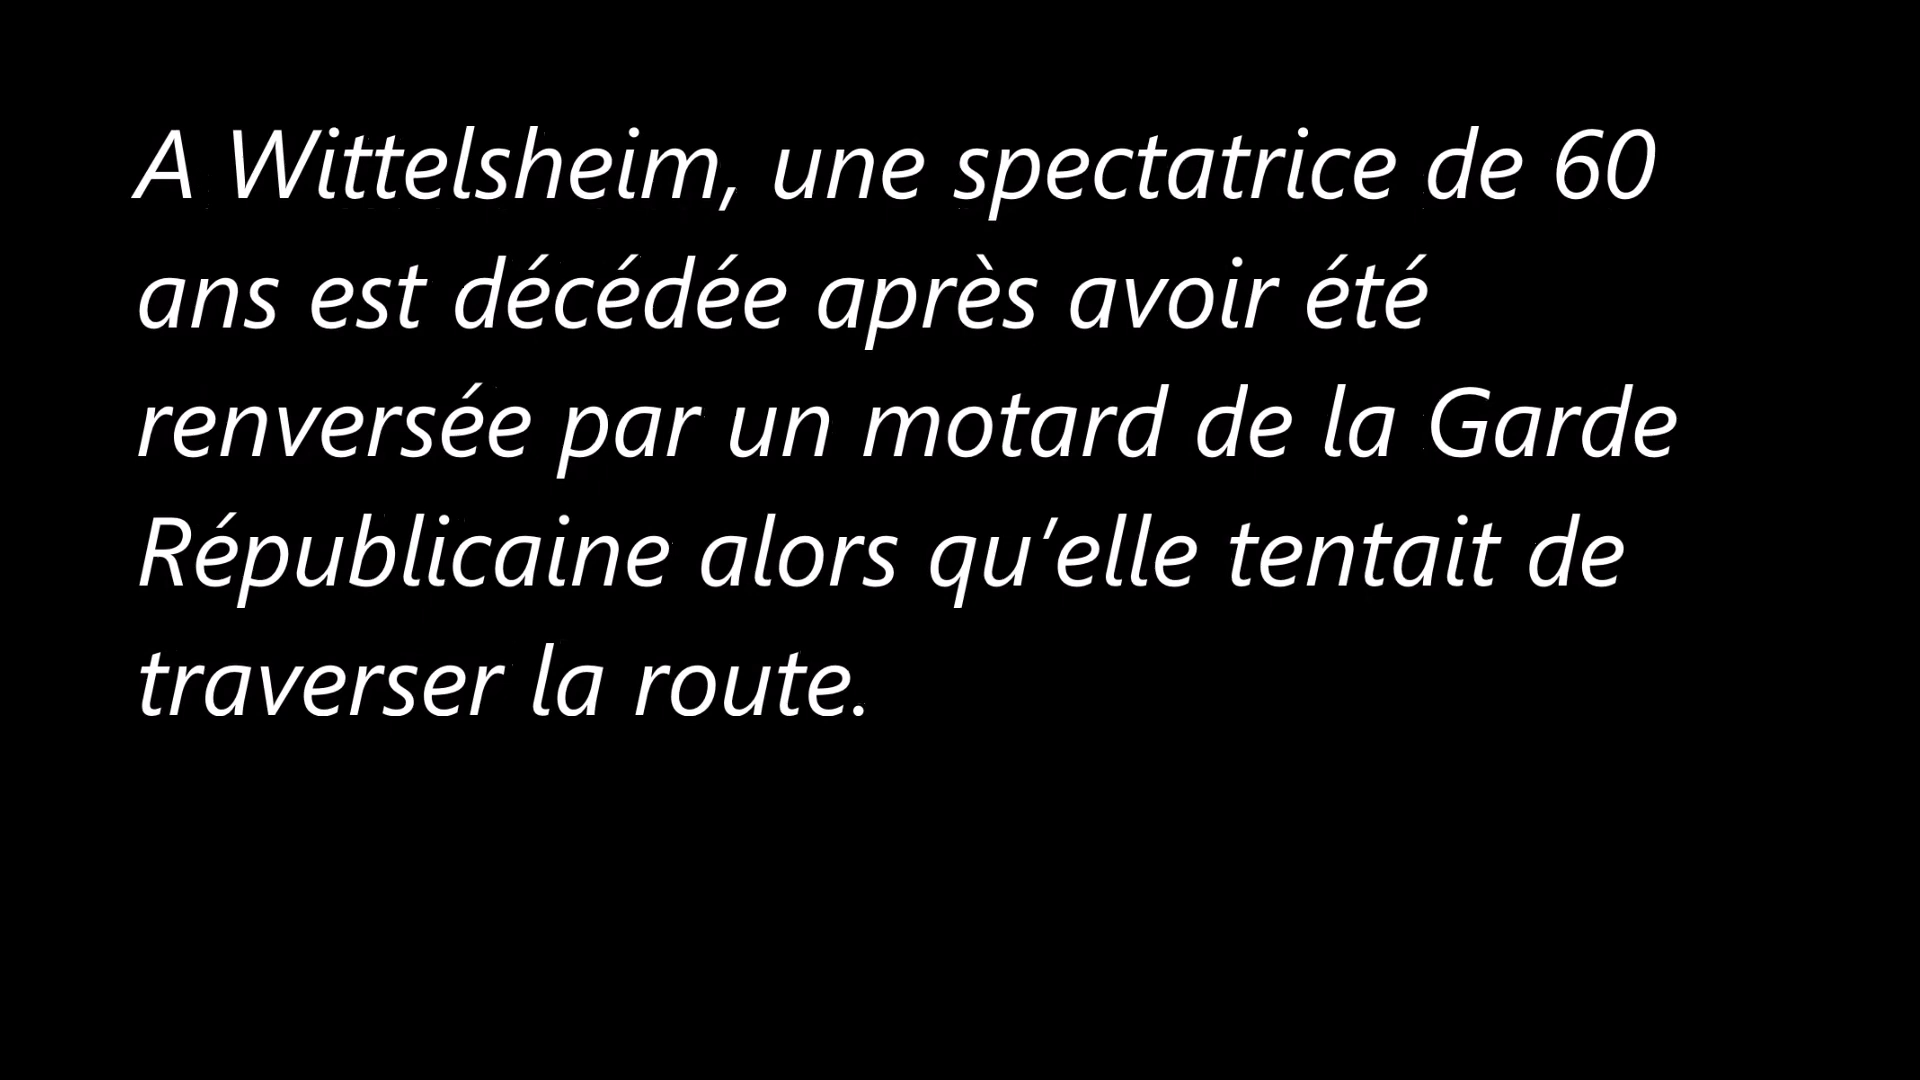 A Wittelsheim, une spectatrice de 60
ans est décédée après avoir été
renversée par un motard de la Garde
Républicaine alors qu’elle tentait de
traverser la route.